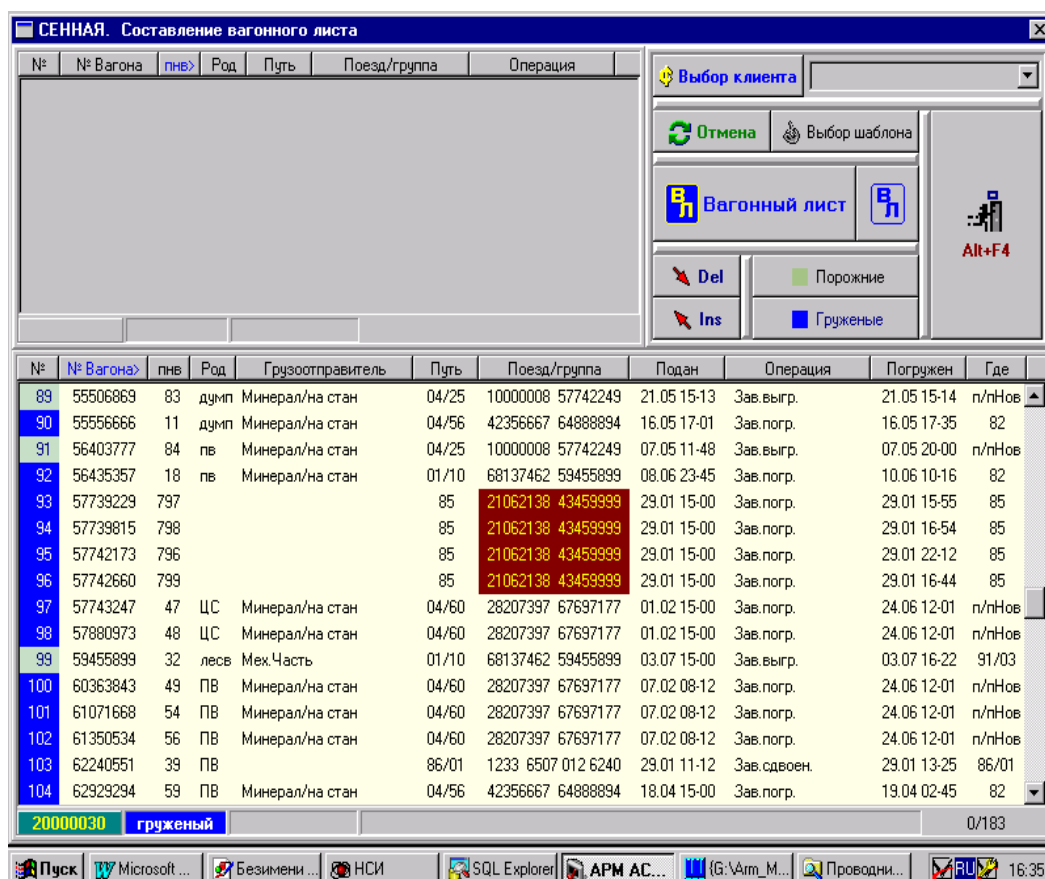 СЕННАЯ. Составление вагонного листа
№ № Вагона пнв> Род Путь Поезд/группа Операция
Выбор клиента
Отмена Выбор шаблона
ВЛ Вагонный лист ВЛ
Alt+F4
Del Порожние
Ins Груженые
№ № Вагона> пнв Род Грузоотправитель Путь Поезд/группа Подан Операция Погружен Где
89 55506869 83 думп Минерал/на стан 04/25 10000008 57742249 21.05 15-13 Зав.выгр. 21.05 15-14 п/пНов
90 55556666 11 думп Минерал/на стан 04/56 42356667 64888894 16.05 17-01 Зав.погр. 16.05 17-35 82
91 56403777 84 пв Минерал/на стан 04/25 10000008 57742249 07.05 11-48 Зав.выгр. 07.05 20-00 п/пНов
92 56435357 18 пв Минерал/на стан 01/10 68137462 59455899 08.06 23-45 Зав.погр. 10.06 10-16 82
93 57739229 797 85 21062138 43459999 29.01 15-00 Зав.погр. 29.01 15-55 85
94 57739815 798 85 21062138 43459999 29.01 15-00 Зав.погр. 29.01 16-54 85
95 57742173 796 85 21062138 43459999 29.01 15-00 Зав.погр. 29.01 22-12 85
96 57742660 799 85 21062138 43459999 29.01 15-00 Зав.погр. 29.01 16-44 85
97 57743247 47 ЦС Минерал/на стан 04/60 28207397 67697177 01.02 15-00 Зав.погр. 24.06 12-01 п/пНов
98 57880973 48 ЦС Минерал/на стан 04/60 28207397 67697177 01.02 15-00 Зав.погр. 24.06 12-01 п/пНов
99 59455899 32 лесв Мех.Часть 01/10 68137462 59455899 03.07 15-00 Зав.выгр. 03.07 16-22 91/03
100 60363843 49 ПВ Минерал/на стан 04/60 28207397 67697177 07.02 08-12 Зав.погр. 24.06 12-01 п/пНов
101 61071668 54 ПВ Минерал/на стан 04/60 28207397 67697177 07.02 08-12 Зав.погр. 24.06 12-01 п/пНов
102 61350534 56 ПВ Минерал/на стан 04/60 28207397 67697177 07.02 08-12 Зав.погр. 24.06 12-01 п/пНов
103 62240551 39 ПВ 86/01 1233 6507 012 6240 29.01 11-12 Зав.сдвоен. 29.01 13-25 86/01
104 62929294 59 ПВ Минерал/на стан 04/56 42356667 64888894 18.04 15-00 Зав.погр. 19.04 02-45 82
20000030 груженый 0/183
Пуск Microsoft ... Безимени ... НСИ SQL Explorer АРМ АС... {G:\Arm_M... Проводни... RU 16:35